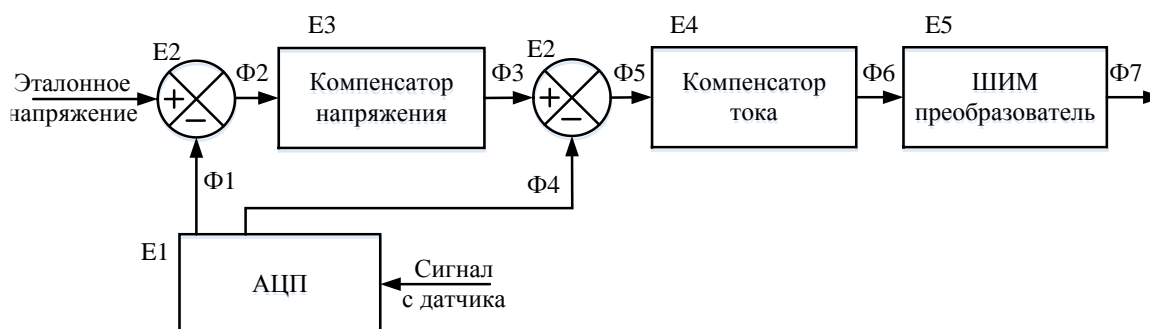 E3
E2
E4
E5
E2
Эталонное
напряжение
+
−
Ф2
Компенсатор
напряжения
Ф3
+
−
Ф5
Компенсатор
тока
Ф6
ШИМ
преобразователь
Ф7
Ф1
Ф4
E1
АЦП
Сигнал
с датчика